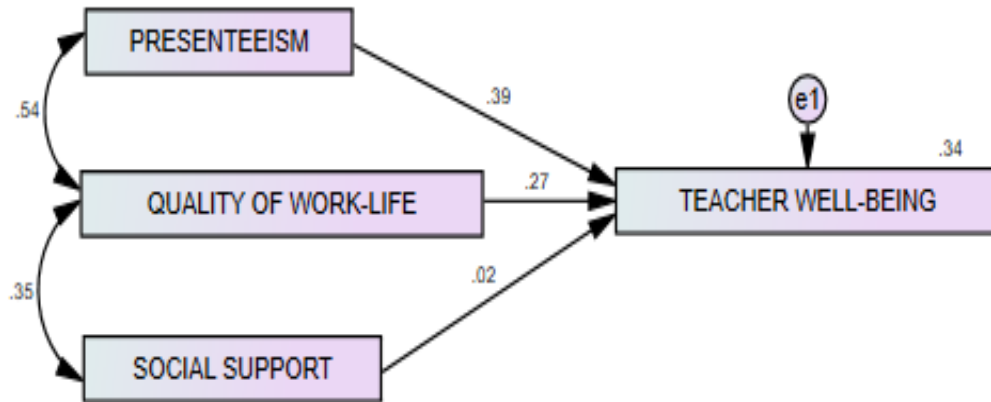 PRESENTEEISM
.54
.39
e1
.34
QUALITY OF WORK-LIFE
.27
TEACHER WELL-BEING
.35
.02
SOCIAL SUPPORT